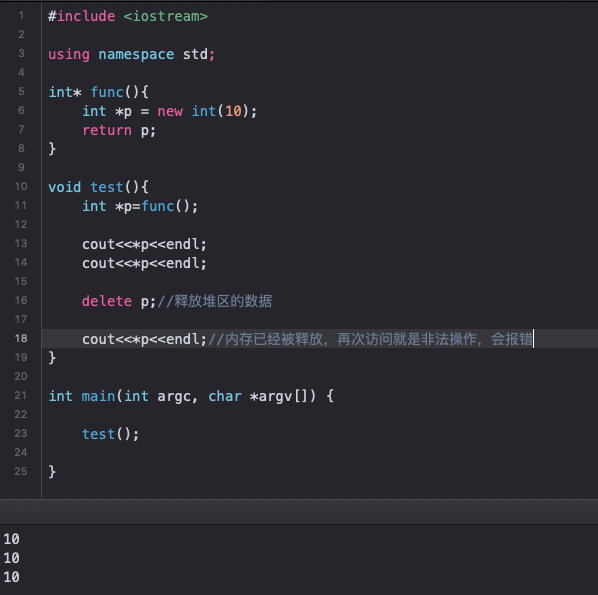 1 #include <iostream>
2
3 using namespace std;
4
5 int* func(){
6     int *p = new int(10);
7     return p;
8 }
9
10 void test(){
11     int *p=func();
12
13     cout<<*p<<endl;
14     cout<<*p<<endl;
15
16     delete p;//释放堆区的数据
17
18     cout<<*p<<endl;//内存已经被释放，再次访问就是非法操作，会报错
19 }
20
21 int main(int argc, char *argv[]) {
22
23     test();
24
25 }
10
10
10